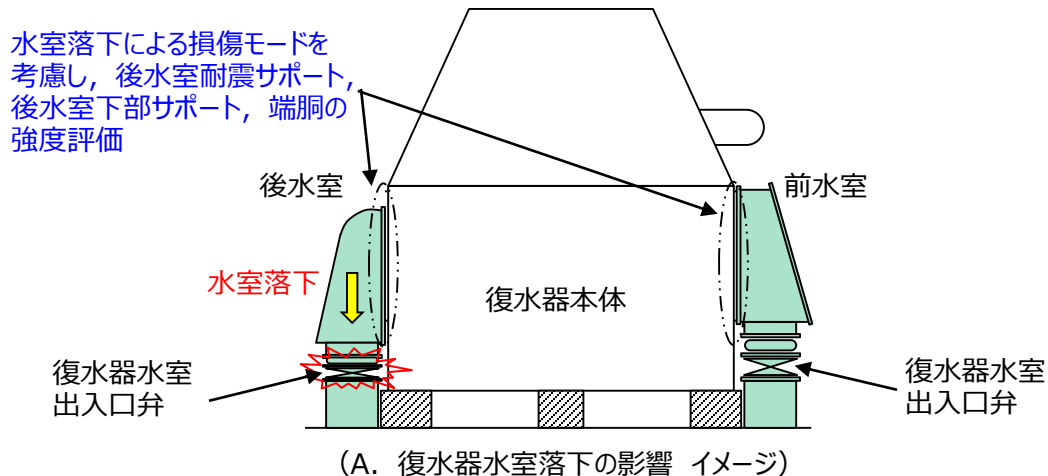 水室落下による損傷モードを
考慮し，後水室耐震サポート，
後水室下部サポート，端胴の
強度評価
後水室
前水室
水室落下
復水器本体
復水器水室
出入口弁
復水器水室
出入口弁
（A．復水器水室落下の影響 イメージ）